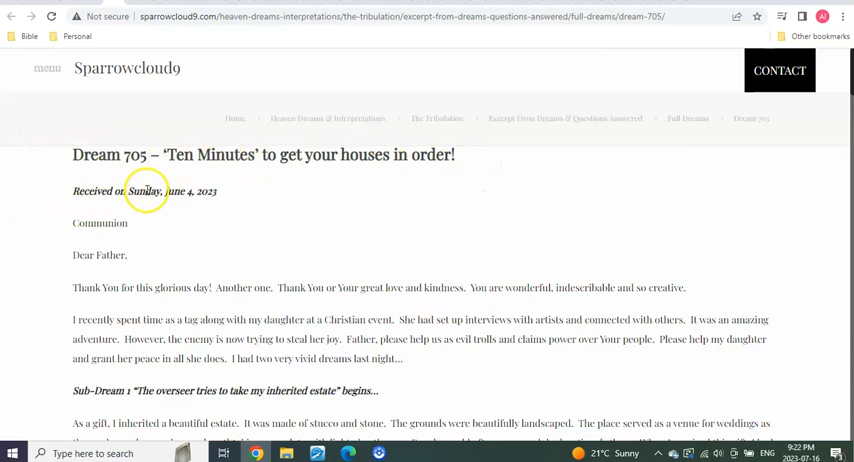 Not secure | sparrowcloud9.com/heaven-dreams-interpretations/the-tribulation/excerpt-from-dreams-questions-answered/full-dreams/dream-705/
AI
Bible Personal Other bookmarks
menu Sparrowcloud9 CONTACT
Home > Heaven Dreams & Interpretations > The Tribulation > Excerpt From Dreams & Questions Answered > Full Dreams > Dream 705
Dream 705 – ‘Ten Minutes’ to get your houses in order!
Received on Sunday, June 4, 2023
Communion
Dear Father,
Thank You for this glorious day! Another one. Thank You or Your great love and kindness. You are wonderful, indescribable and so creative.
I recently spent time as a tag along with my daughter at a Christian event. She had set up interviews with artists and connected with others. It was an amazing
adventure. However, the enemy is now trying to steal her joy. Father, please help us as evil trolls and claims power over Your people. Please help my daughter
and grant her peace in all she does. I had two very vivid dreams last night…
Sub-Dream 1 “The overseer tries to take my inherited estate” begins…
As a gift, I inherited a beautiful estate. It was made of stucco and stone. The grounds were beautifully landscaped. The place served as a venue for weddings as
Type here to search
21°C Sunny
ENG
9:22 PM
2023-07-16
3